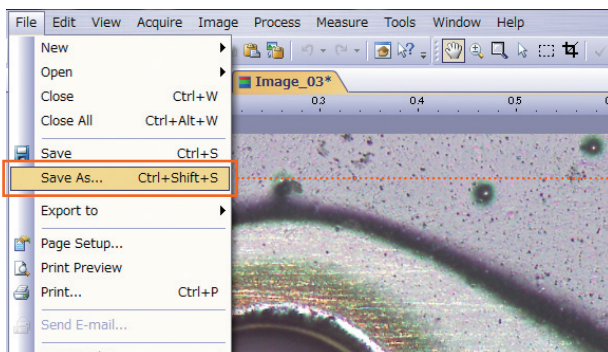 File Edit View Acquire Image Process Measure Tools Window Help
New
Open
Close Ctrl+W
Close All Ctrl+Alt+W
Save Ctrl+S
Save As... Ctrl+Shift+S
Export to
Page Setup...
Print Preview
Print... Ctrl+P
Send E-mail...
Image_03*
0.3 0.4 0.5